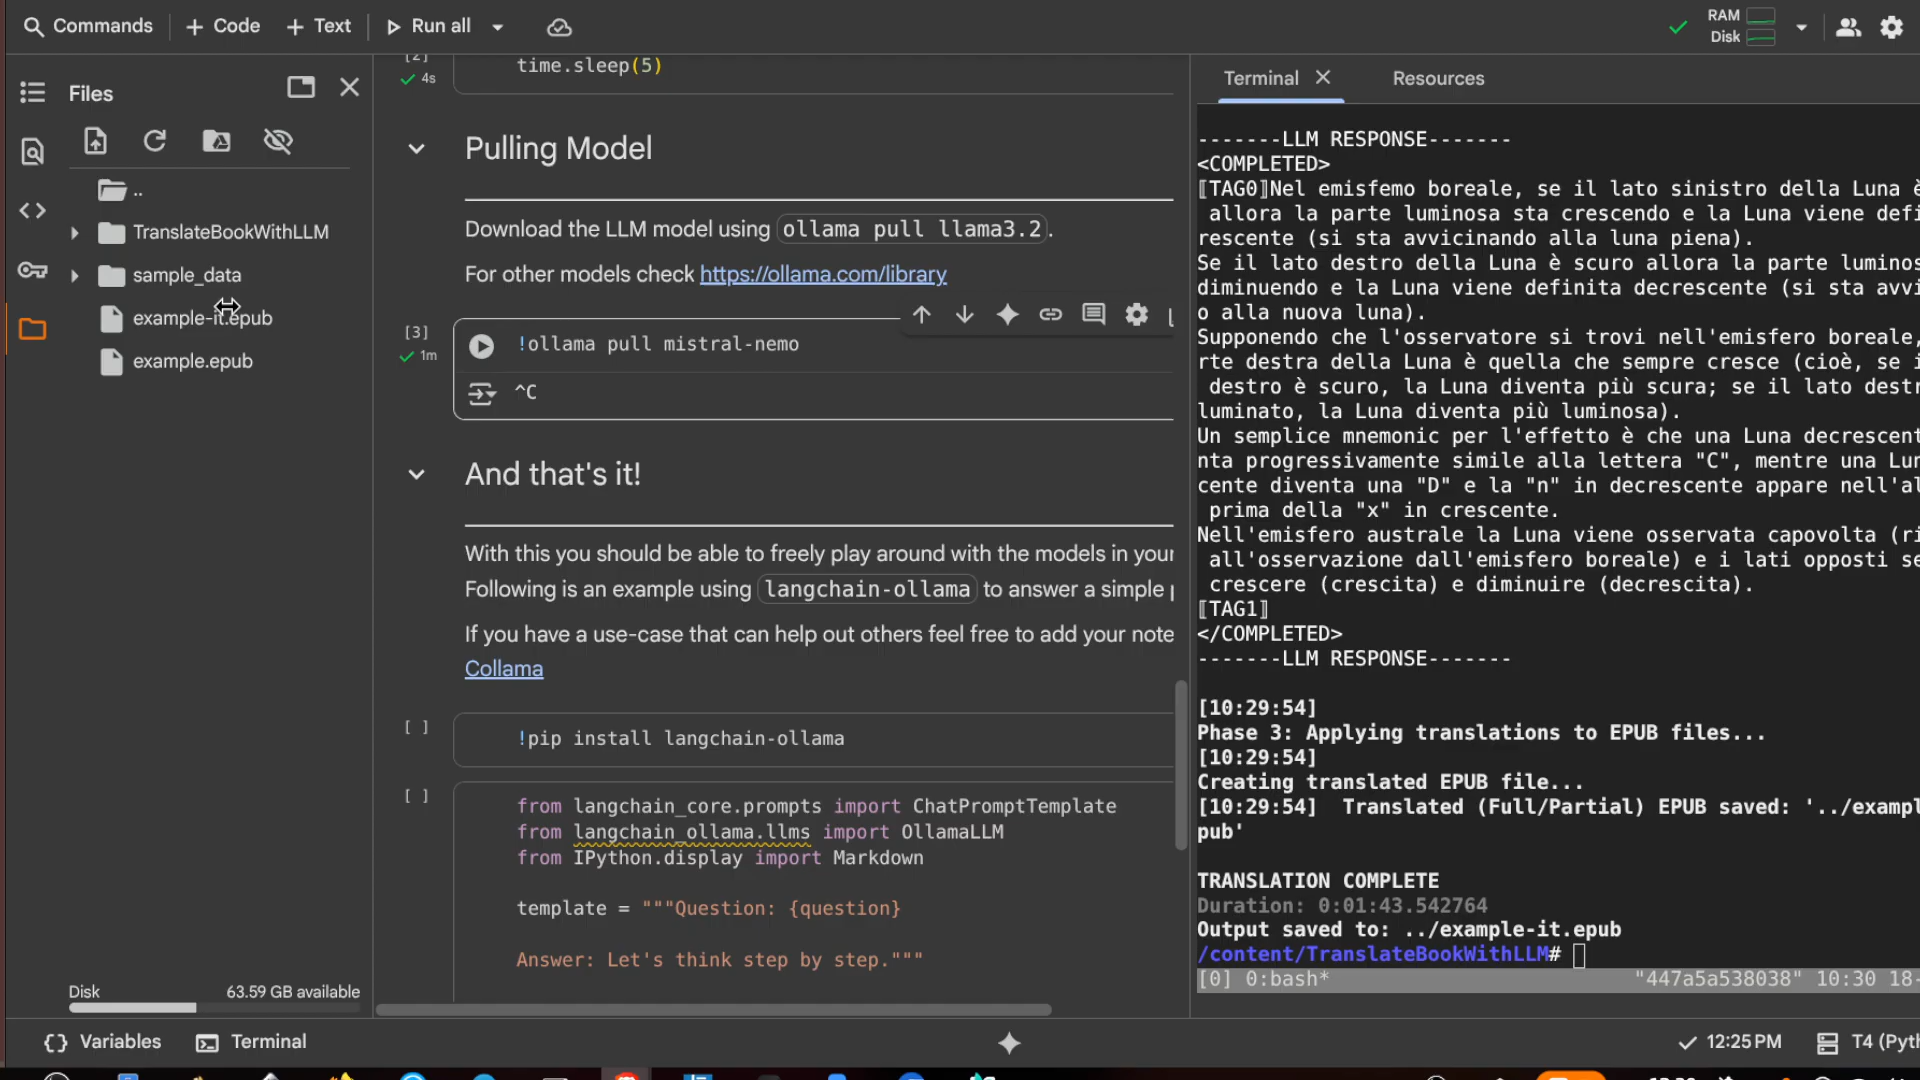 Commands
+ Code
+ Text
Run all
RAM
Disk
Files
..
TranslateBookWithLLM
sample_data
example-it.epub
example.epub
Disk
63.59 GB available
[2]
4s
time.sleep(5)
Pulling Model
Download the LLM model using ollama pull llama3.2.
For other models check https://ollama.com/library
[3]
1m
!ollama pull mistral-nemo
^C
And that's it!
With this you should be able to freely play around with the models in your
Following is an example using langchain-ollama to answer a simple
If you have a use-case that can help out others feel free to add your note
Collama
[ ]
!pip install langchain-ollama
[ ]
from langchain_core.prompts import ChatPromptTemplate
from langchain_ollama.llms import OllamaLLM
from IPython.display import Markdown
template = """Question: {question}
Answer: Let's think step by step."""
Terminal
Resources
-------LLM RESPONSE-------
<COMPLETED>
⟦TAG0⟧Nel emisfemo boreale, se il lato sinistro della Luna è
allora la parte luminosa sta crescendo e la Luna viene defi
rescente (si sta avvicinando alla luna piena).
Se il lato destro della Luna è scuro allora la parte luminos
diminuendo e la Luna viene definita decrescente (si sta avvi
o alla nuova luna).
Supponendo che l'osservatore si trovi nell'emisfero boreale,
rte destra della Luna è quella che sempre cresce (cioè, se i
destro è scuro, la Luna diventa più scura; se il lato destr
luminato, la Luna diventa più luminosa).
Un semplice mnemonic per l'effetto è che una Luna decrescent
nta progressivamente simile alla lettera "C", mentre una Lun
cente diventa una "D" e la "n" in decrescente appare nell'al
prima della "x" in crescente.
Nell'emisfero australe la Luna viene osservata capovolta (ri
all'osservazione dall'emisfero boreale) e i lati opposti se
crescere (crescita) e diminuire (decrescita).
⟦TAG1⟧
</COMPLETED>
-------LLM RESPONSE-------
[10:29:54]
Phase 3: Applying translations to EPUB files...
[10:29:54]
Creating translated EPUB file...
[10:29:54] Translated (Full/Partial) EPUB saved: '../exampl
pub'
TRANSLATION COMPLETE
Duration: 0:01:43.542764
Output saved to: ../example-it.epub
/content/TranslateBookWithLLM#
[0] 0:bash* "447a5a538038" 10:30 18-
Variables
Terminal
12:25 PM
T4 (Pyth